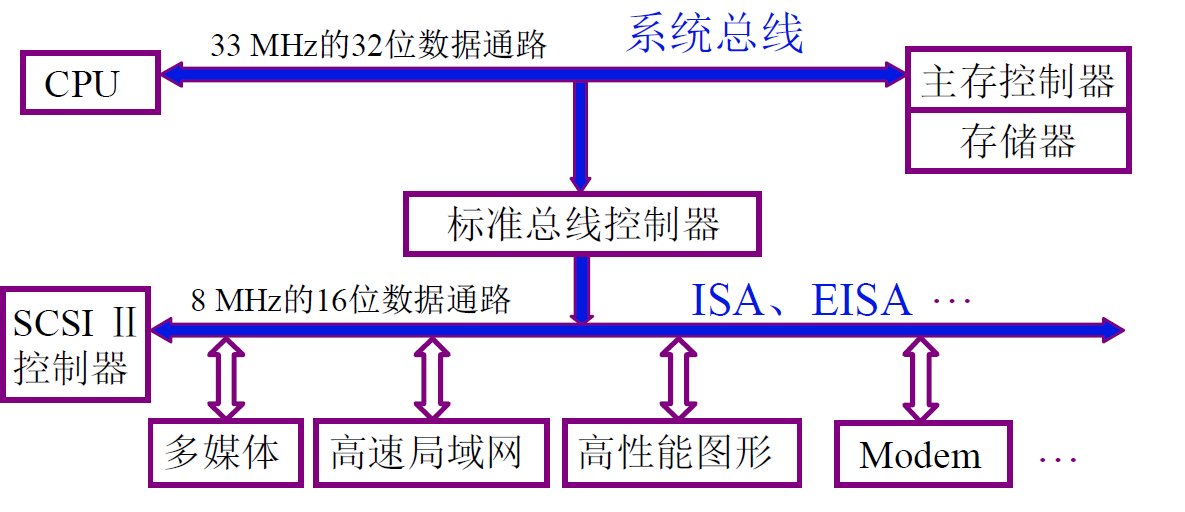 33 MHz的32位数据通路
系统总线
CPU
主存控制器
存储器
标准总线控制器
8 MHz的16位数据通路
ISA、EISA …
SCSI Ⅱ
控制器
多媒体
高速局域网
高性能图形
Modem
…